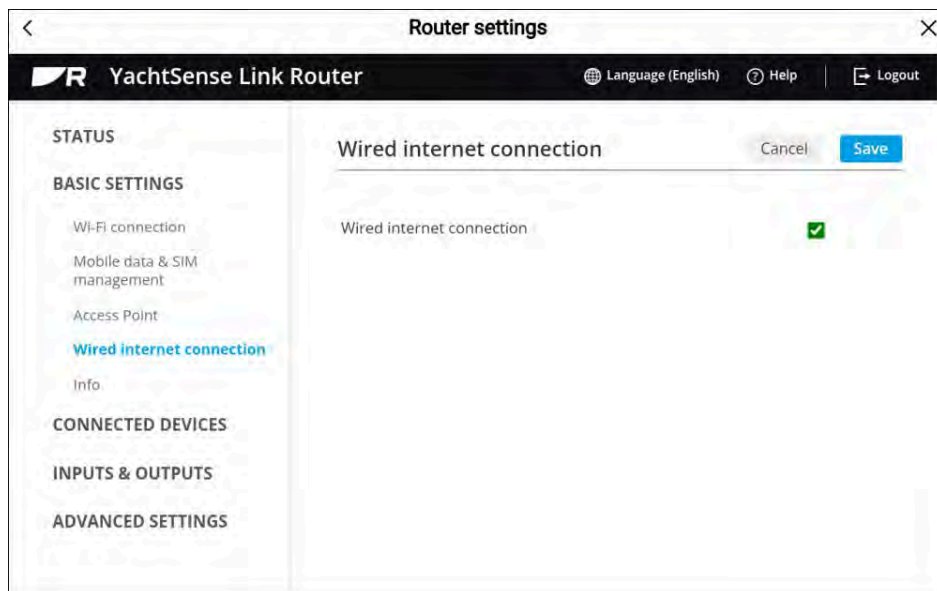 Router settings
YachtSense Link Router
Language (English)
Help
Logout
STATUS
BASIC SETTINGS
Wi-Fi connection
Mobile data & SIM
management
Access Point
Wired internet connection
Info
CONNECTED DEVICES
INPUTS & OUTPUTS
ADVANCED SETTINGS
Wired internet connection
Cancel
Save
Wired internet connection